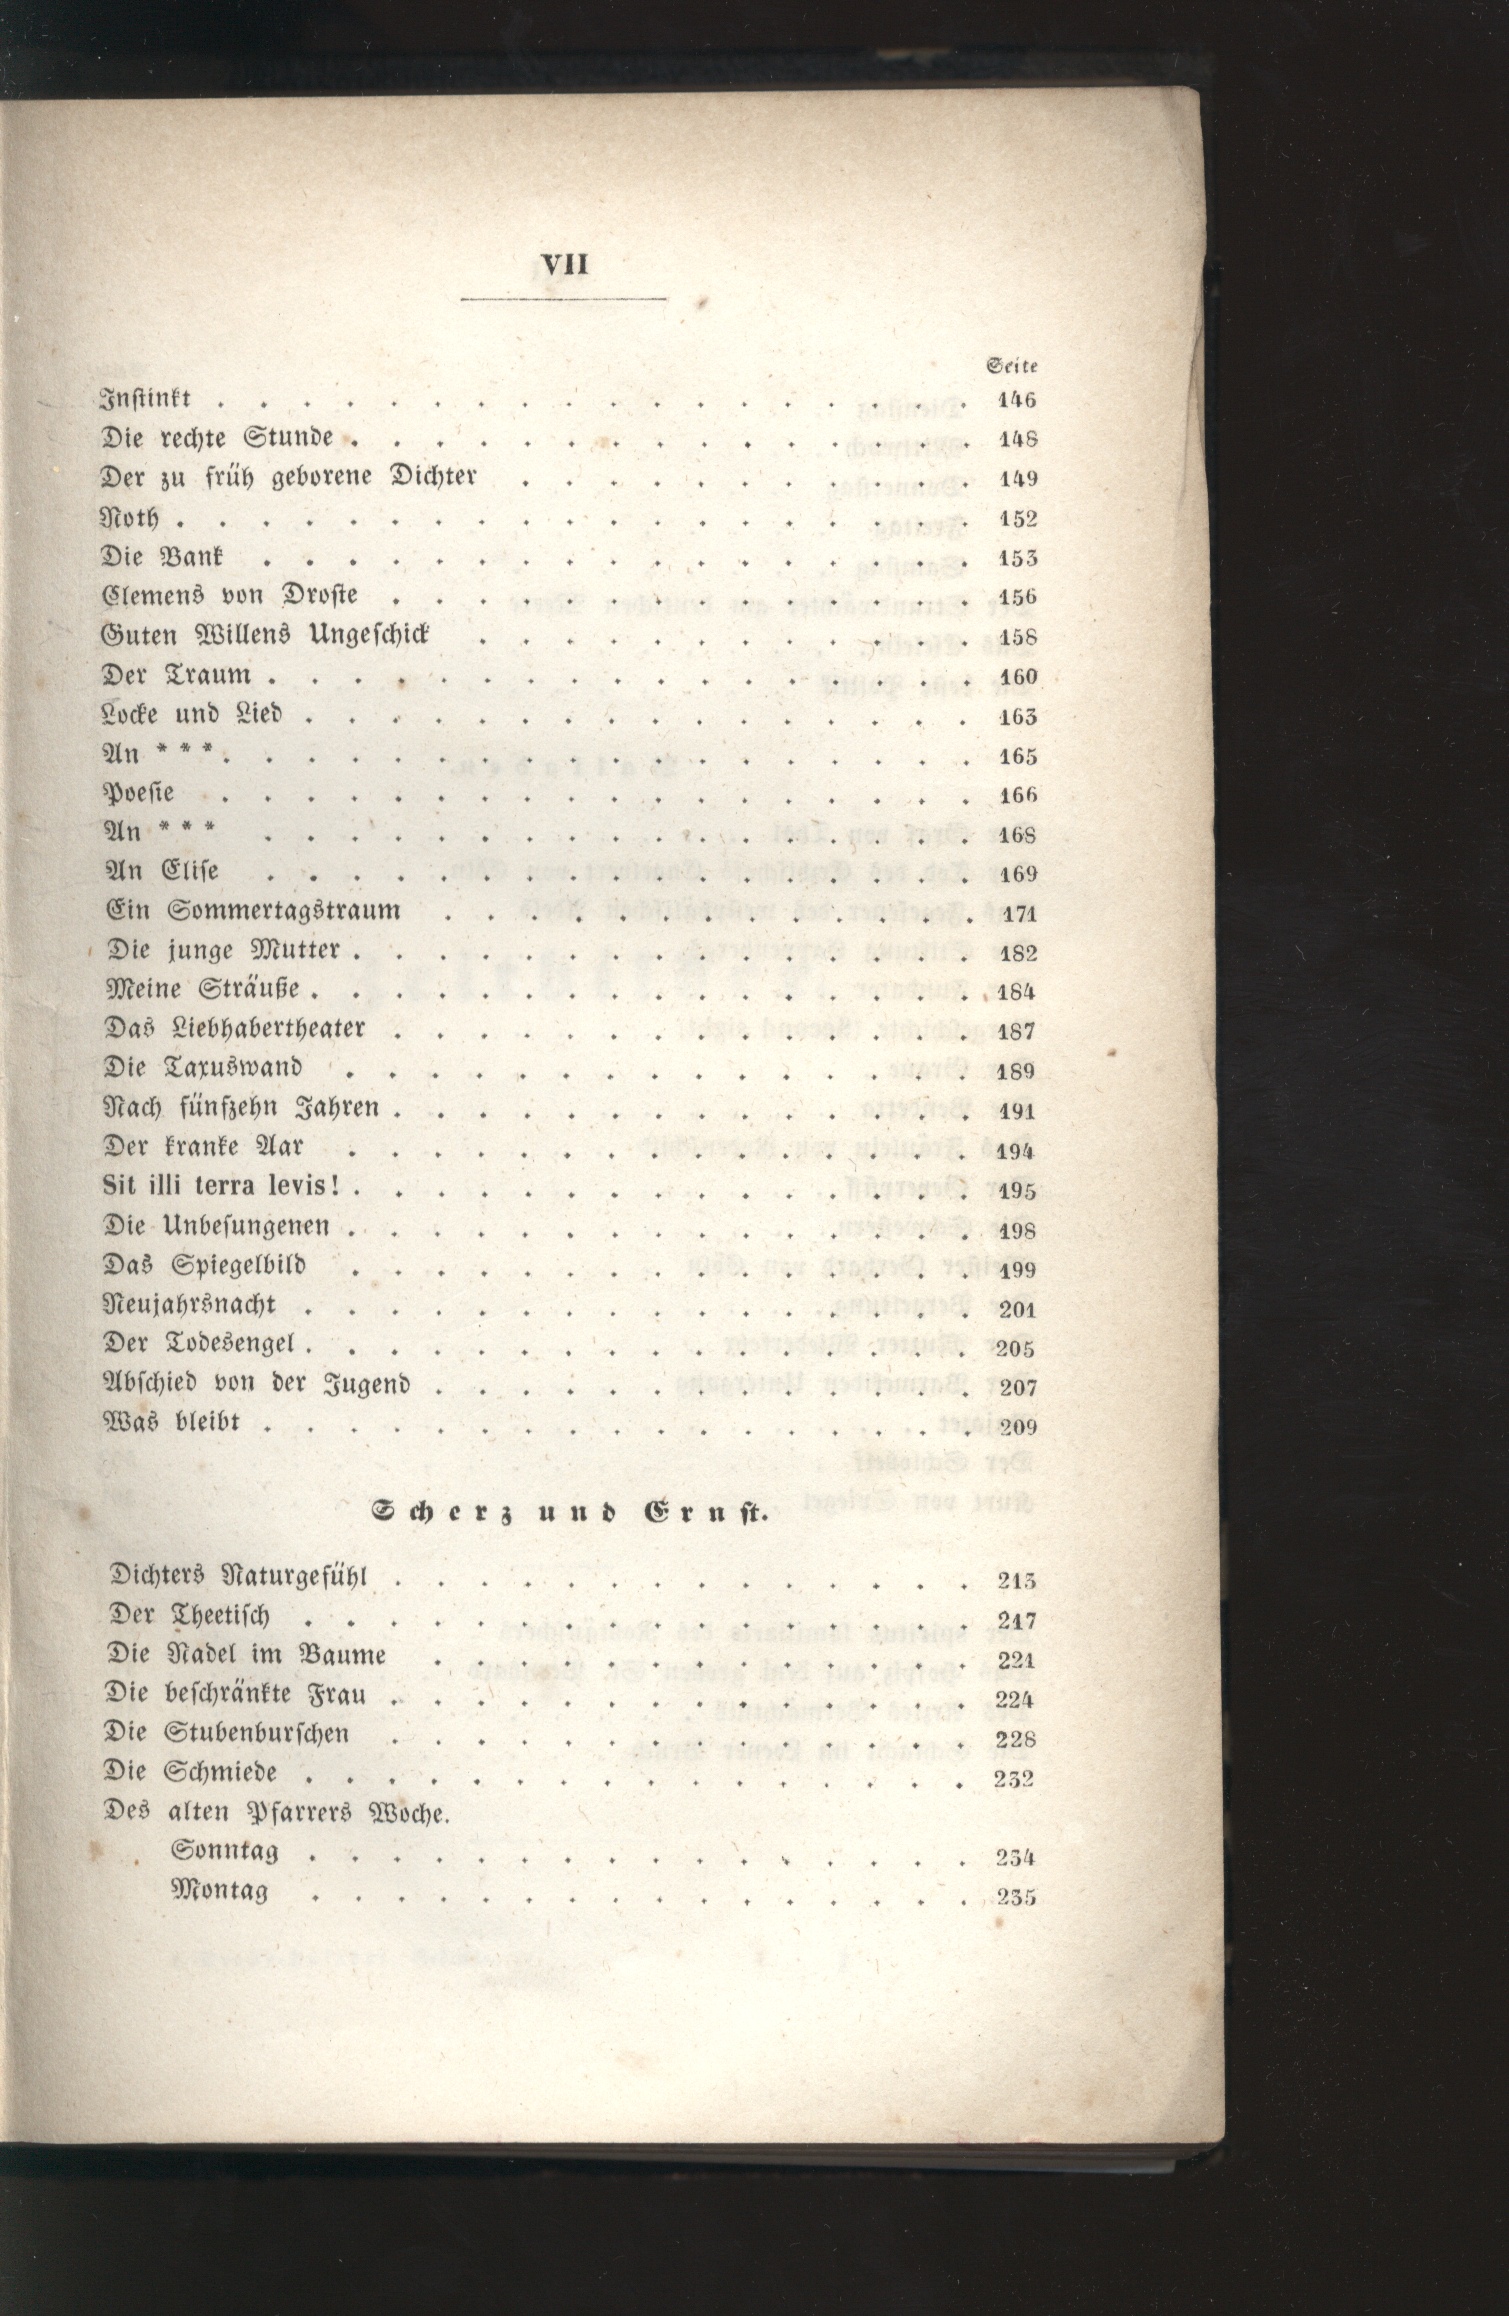 VII
Seite
Instinkt . . . . . . . . . . . . . . . . . . 146
Die rechte Stunde . . . . . . . . . . . . . . . 148
Der zu früh geborene Dichter . . . . . . . . . . . 149
Noth . . . . . . . . . . . . . . . . . . . 152
Die Bank . . . . . . . . . . . . . . . . . 153
Clemens von Droste . . . . . . . . . . . . . . 156
Guten Willens Ungeschick . . . . . . . . . . . . 158
Der Traum . . . . . . . . . . . . . . . . . 160
Locke und Lied . . . . . . . . . . . . . . . . 163
An * * * . . . . . . . . . . . . . . . . . . 165
Poesie . . . . . . . . . . . . . . . . . . 166
An * * * . . . . . . . . . . . . . . . . . 168
An Elise . . . . . . . . . . . . . . . . . 169
Ein Sommertagstraum . . . . . . . . . . . . . 171
Die junge Mutter . . . . . . . . . . . . . . . 182
Meine Sträuße . . . . . . . . . . . . . . . . 184
Das Liebhabertheater . . . . . . . . . . . . . . 187
Die Taxuswand . . . . . . . . . . . . . . . 189
Nach fünfzehn Jahren . . . . . . . . . . . . . . 191
Der kranke Aar . . . . . . . . . . . . . . . 194
Sit illi terra levis! . . . . . . . . . . . . . . . 195
Die Unbesungenen . . . . . . . . . . . . . . . 198
Das Spiegelbild . . . . . . . . . . . . . . . 199
Neujahrsnacht . . . . . . . . . . . . . . . . 201
Der Todesengel . . . . . . . . . . . . . . . . 205
Abschied von der Jugend . . . . . . . . . . . . . 207
Was bleibt . . . . . . . . . . . . . . . . . 209
Scherz und Ernst.
Dichters Naturgefühl . . . . . . . . . . . . . . 213
Der Theetisch . . . . . . . . . . . . . . . . 217
Die Nadel im Baume . . . . . . . . . . . . . 221
Die beschränkte Frau . . . . . . . . . . . . . . 224
Die Stubenburschen . . . . . . . . . . . . . . 228
Die Schmiede . . . . . . . . . . . . . . . . 232
Des alten Pfarrers Woche.
Sonntag . . . . . . . . . . . . . . . . 234
Montag . . . . . . . . . . . . . . . . 235